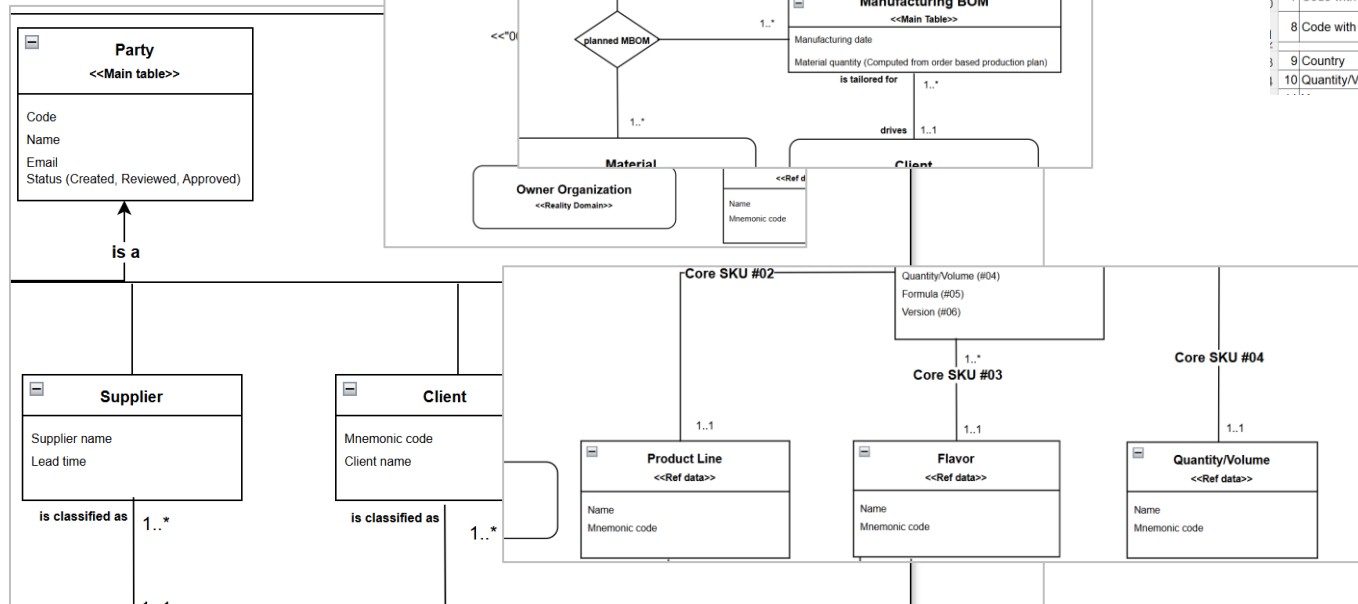 Party
<<Main table>>
Code
Name
Email
Status (Created, Reviewed, Approved)
is a
Supplier
Supplier name
Lead time
is classified as
1..*
Client
Mnemonic code
Client name
is classified as
1..*
planned MBOM
1..*
1..*
Manufacturing BOM
<<Main Table>>
Manufacturing date
Material quantity (Computed from order based production plan)
is tailored for
1..*
drives
1..1
Material
Client
Owner Organization
<<Reality Domain>>
<<Ref d
Name
Mnemonic code
Core SKU #02
Quantity/Volume (#04)
Formula (#05)
Version (#06)
1..*
Core SKU #03
Core SKU #04
1..1
1..1
1..1
Product Line
<<Ref data>>
Name
Mnemonic code
Flavor
<<Ref data>>
Name
Mnemonic code
Quantity/Volume
<<Ref data>>
Name
Mnemonic code
8 Code with
9 Country
10 Quantity/V